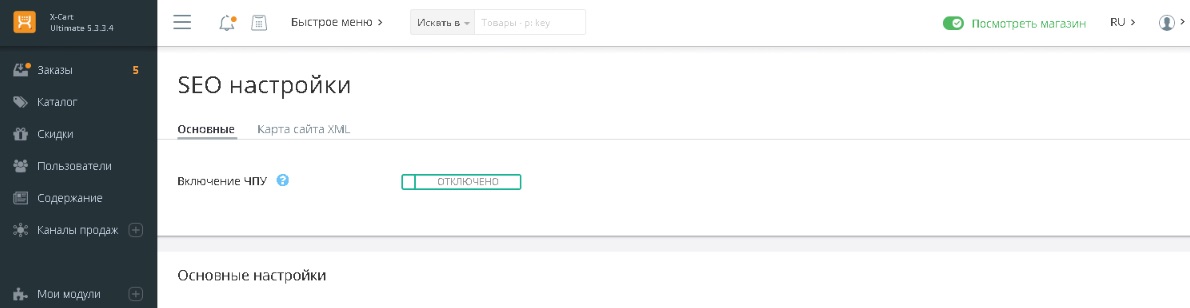 X-Cart
Ultimate 5.3.3.4
Быстрое меню
Искать в
Товары - p: key
Посмотреть магазин
RU
Заказы 5
Каталог
Скидки
Пользователи
Содержание
Каналы продаж
Мои модули
SEO настройки
Основные
Карта сайта XML
Включение ЧПУ
ОТКЛЮЧЕНО
Основные настройки